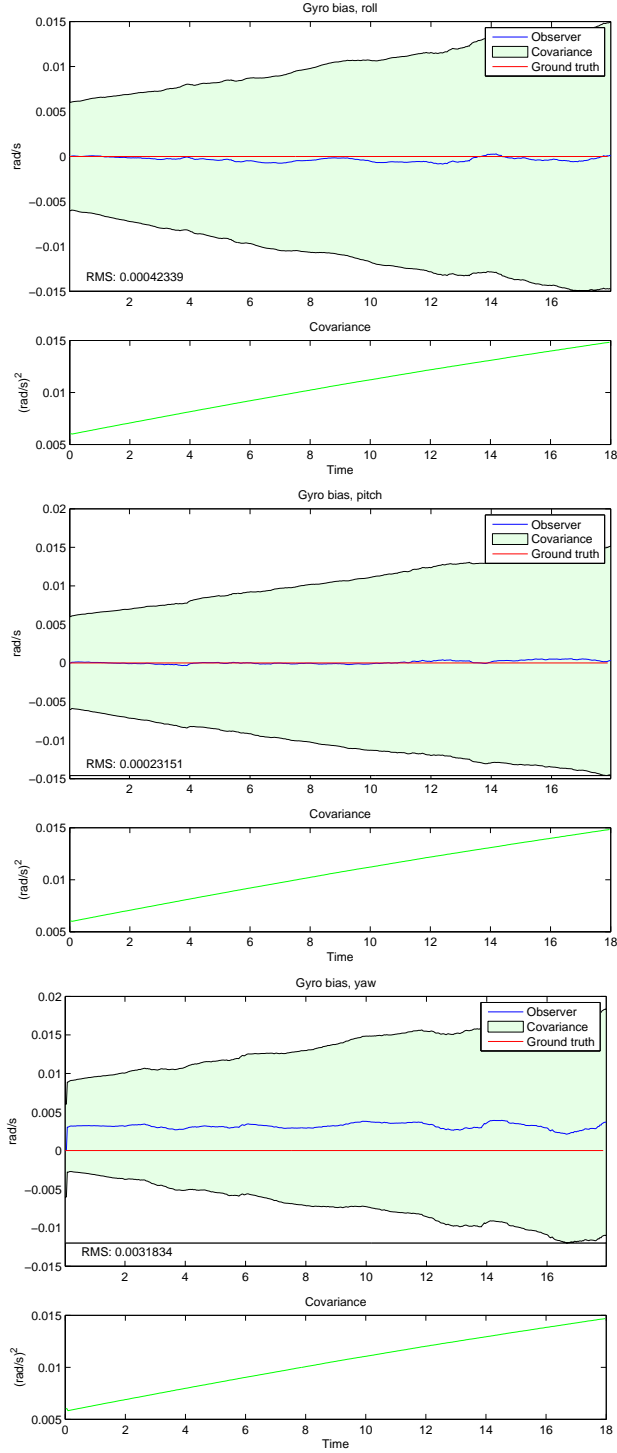 Gyro bias, roll
0.015
0.01
0.005
0
−0.005
−0.01
−0.015
rad/s
Observer
Covariance
Ground truth
RMS: 0.00042339
2 4 6 8 10 12 14 16
Covariance
0.015
0.01
0.005
(rad/s)²
0 2 4 6 8 10 12 14 16 18
Time
Gyro bias, pitch
0.02
0.015
0.01
0.005
0
−0.005
−0.01
−0.015
rad/s
Observer
Covariance
Ground truth
RMS: 0.00023151
2 4 6 8 10 12 14 16
Covariance
0.015
0.01
0.005
(rad/s)²
0 2 4 6 8 10 12 14 16 18
Time
Gyro bias, yaw
0.02
0.015
0.01
0.005
0
−0.005
−0.01
−0.015
rad/s
Observer
Covariance
Ground truth
RMS: 0.0031834
2 4 6 8 10 12 14 16
Covariance
0.015
0.01
0.005
(rad/s)²
0 2 4 6 8 10 12 14 16 18
Time